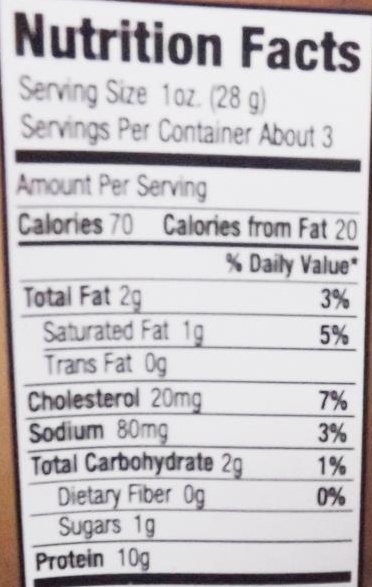 Nutrition Facts
Serving Size 1oz. (28 g)
Servings Per Container About 3
Amount Per Serving
Calories 70 Calories from Fat 20
% Daily Value*
Total Fat 2g 3%
Saturated Fat 1g 5%
Trans Fat 0g
Cholesterol 20mg 7%
Sodium 80mg 3%
Total Carbohydrate 2g 1%
Dietary Fiber 0g 0%
Sugars 1g
Protein 10g